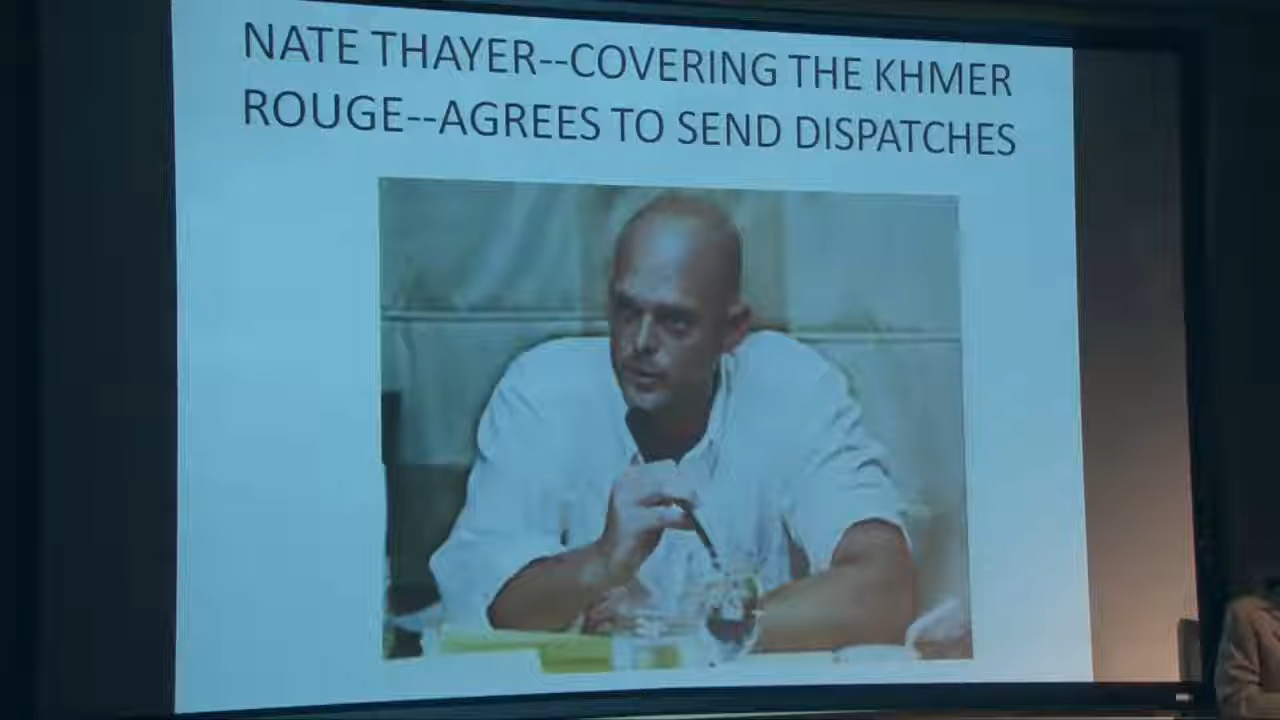 NATE THAYER--COVERING THE KHMER
ROUGE--AGREES TO SEND DISPATCHES